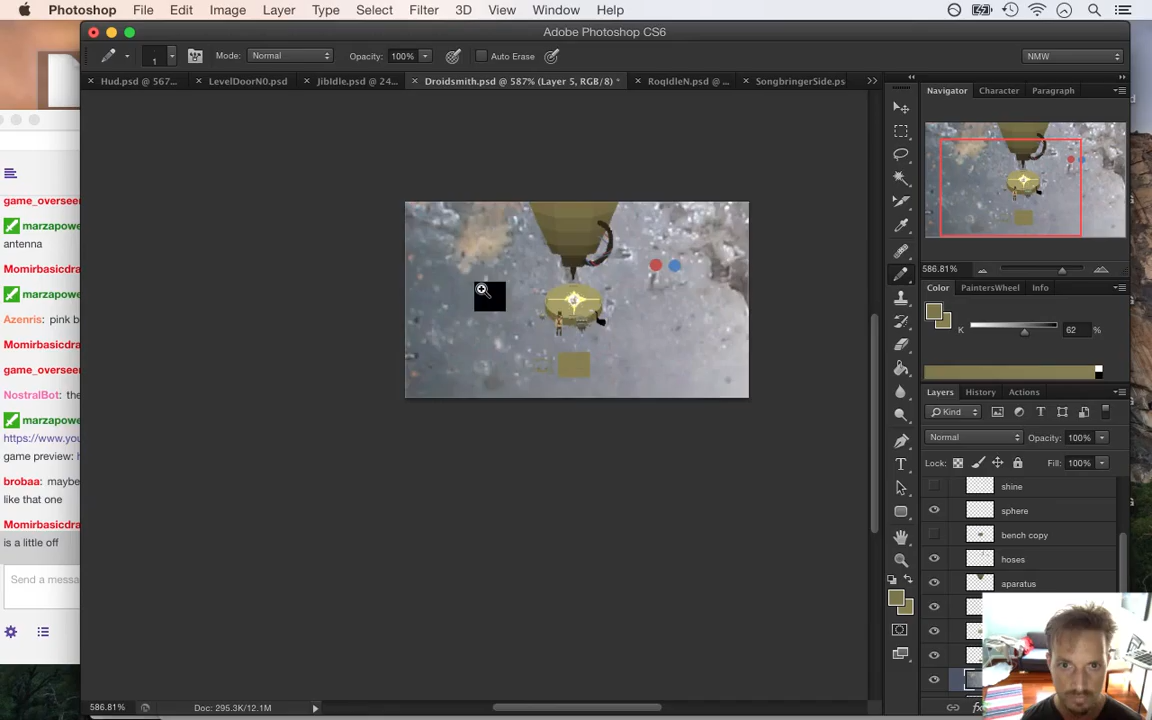 Photoshop File Edit Image Layer Type Select Filter 3D View Window Help
Adobe Photoshop CS6
1 Mode: Normal Opacity: 100% Auto Erase NMW
Hud.psd @ 567... LevelDoorN0.psd JibIdle.psd @ 24... Droidsmith.psd @ 587% (Layer 5, RGB/8) * RoqIdleN.psd @ ... SongbringerSide.ps
Navigator Character Paragraph
586.81%
Color PaintersWheel Info
K 62 %
Layers History Actions
Kind
Normal Opacity: 100%
Lock: Fill: 100%
shine
sphere
bench copy
hoses
aparatus
586.81% Doc: 295.3K/12.1M
game_overseer
marzapowe
antenna
Momirbasicdra
marzapowe
Azenris: pink b
Momirbasicdra
game_overseer
NostralBot: the
marzapowe
https://www.you
game preview: h
brobaa: maybe
like that one
Momirbasicdra
is a little off
Send a messa